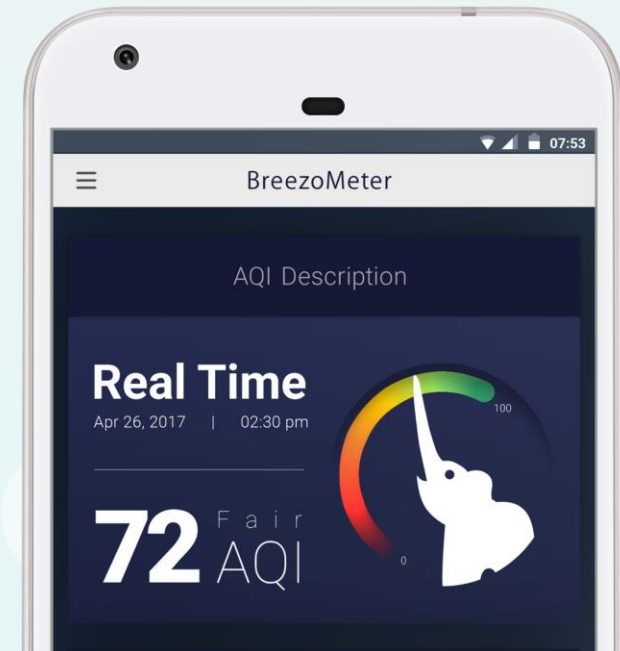 07:53
BreezoMeter
AQI Description
Real Time
Apr 26, 2017 | 02:30 pm
100
72 Fair AQI
0